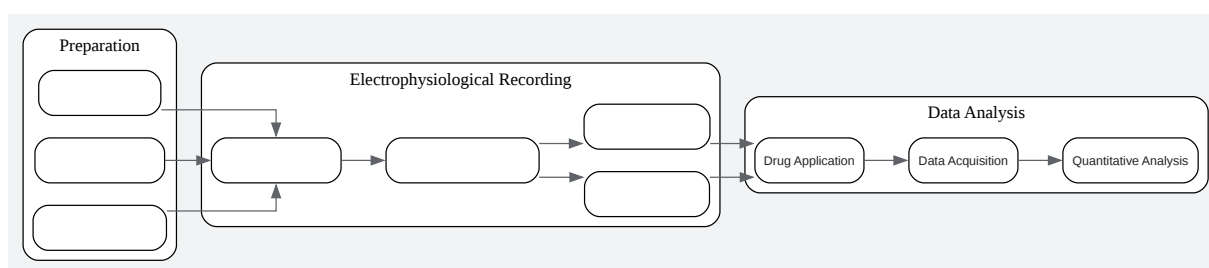 Preparation
Electrophysiological Recording
Data Analysis
Drug Application
Data Acquisition
Quantitative Analysis